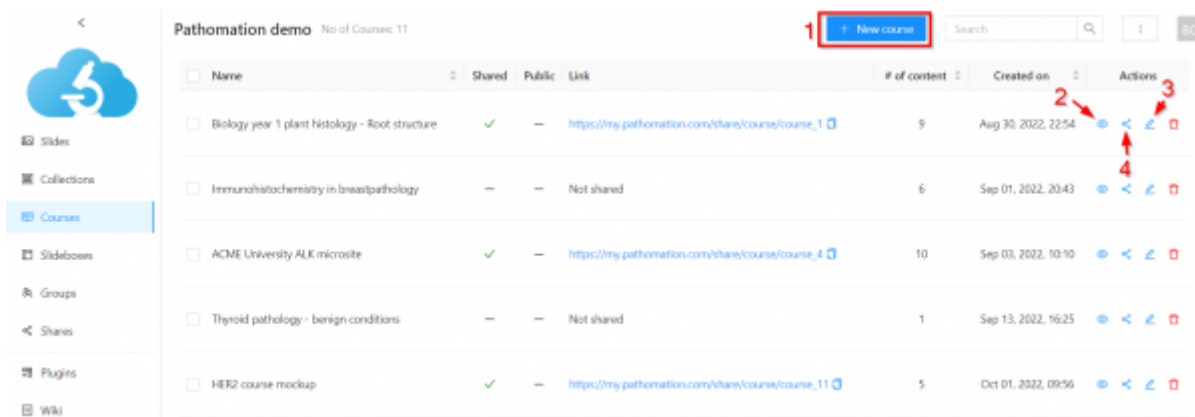 <
Pathomation demo No of Courses: 11 1 + New course Search
Name Shared Public Link # of content Created on Actions
2 3
Biology year 1 plant histology - Root structure https://my.pathomation.com/share/course/course_1 9 Aug 30, 2022, 22:54
4
Slides
Collections
Immunohistochemistry in breastpathology — — Not shared 6 Sep 01, 2022, 20:43
Courses
Slideboxes
ACME University ALK microsite — https://my.pathomation.com/share/course/course_4 10 Sep 03, 2022, 10:10
Groups
Thyroid pathology - benign conditions — — Not shared 1 Sep 13, 2022, 16:25
Shares
Plugins
HER2 course mockup — https://my.pathomation.com/share/course/course_11 5 Oct 01, 2022, 09:56
Wiki